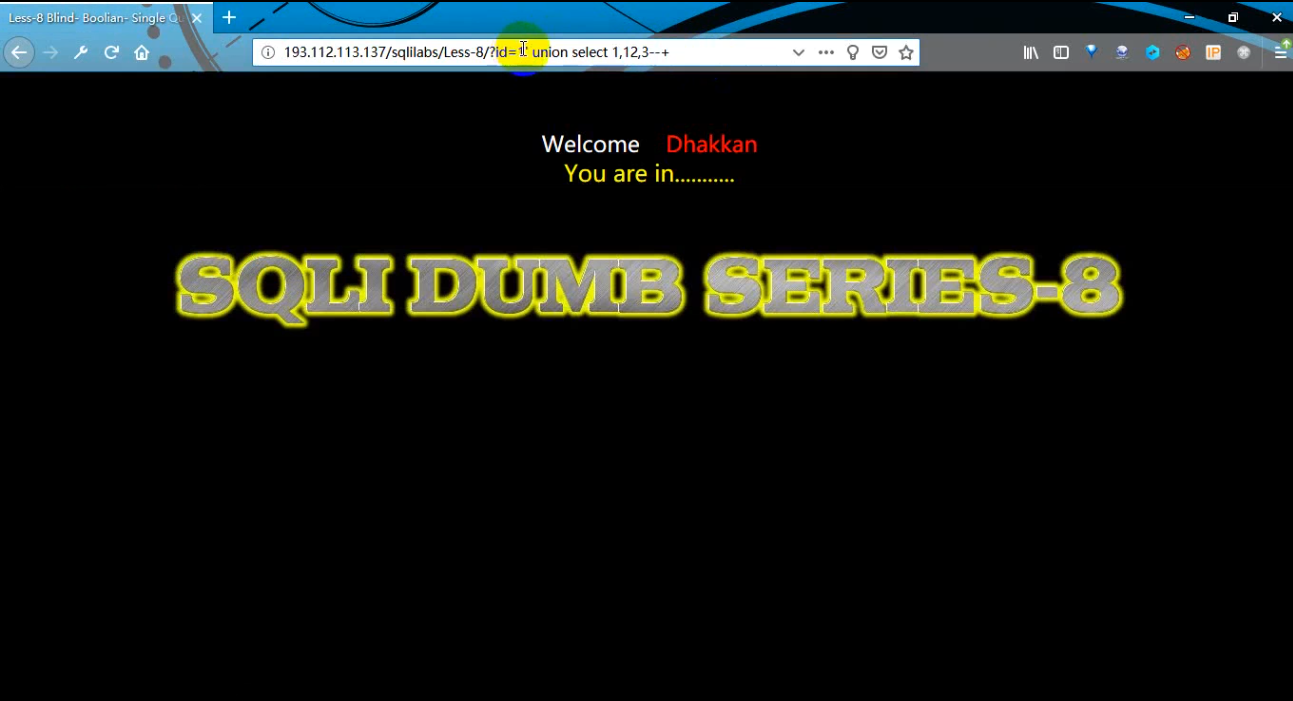 Less-8 Blind- Boolian- Single Qu
193.112.113.137/sqlilabs/Less-8/?id=1' union select 1,12,3--+
IP
Welcome Dhakkan
You are in...........
SQLI DUMB SERIES-8